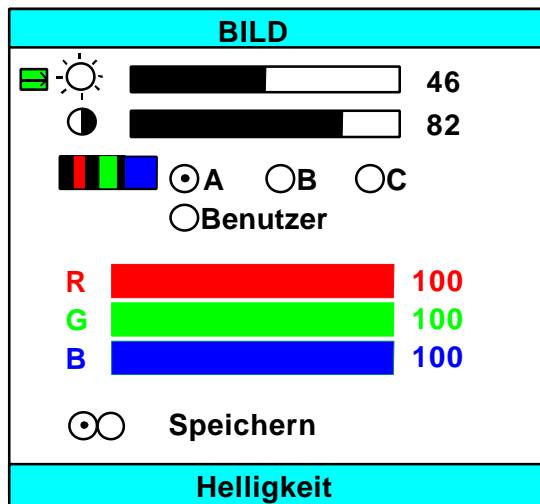 BILD
46
82
A B C
Benutzer
R 100
G 100
B 100
Speichern
Helligkeit